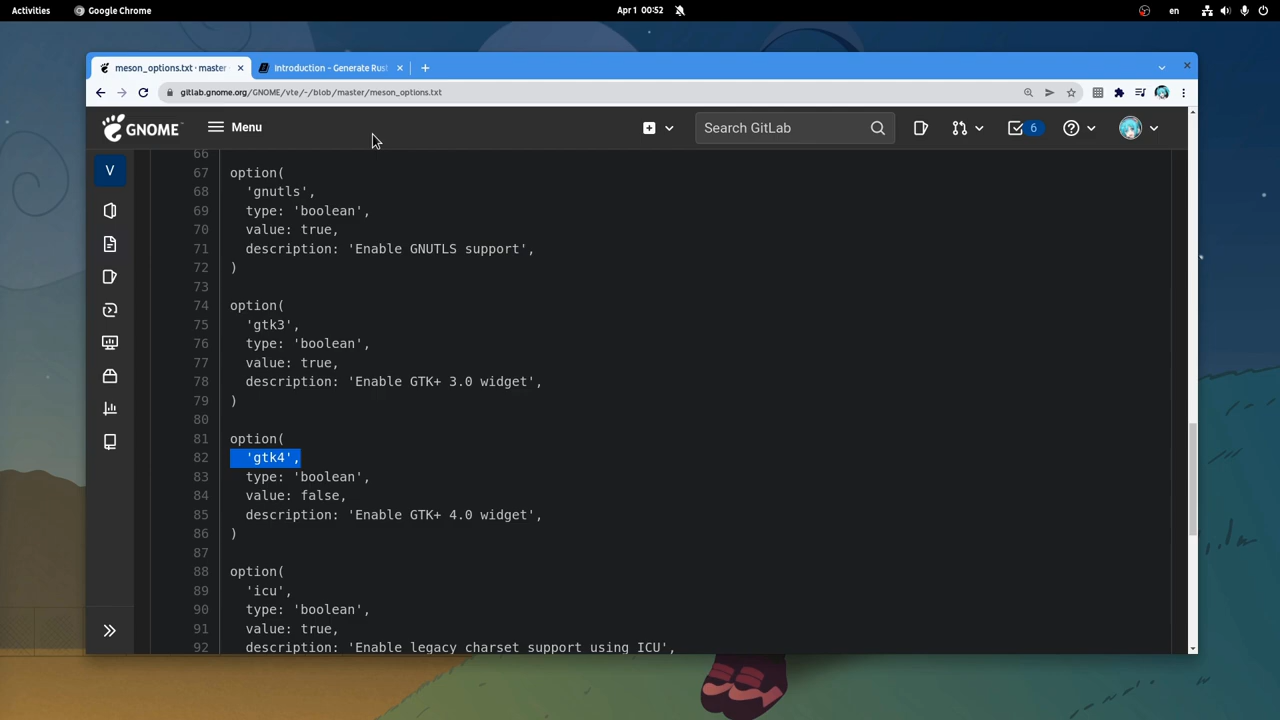 Activities Google Chrome Apr 1 00:52 en
meson_options.txt · master Introduction – Generate Rust
gitlab.gnome.org/GNOME/vte/-/blob/master/meson_options.txt
GNOME Menu Search GitLab 6
V
66
67 option(
68 'gnutls',
69 type: 'boolean',
70 value: true,
71 description: 'Enable GNUTLS support',
72 )
73
74 option(
75 'gtk3',
76 type: 'boolean',
77 value: true,
78 description: 'Enable GTK+ 3.0 widget',
79 )
80
81 option(
82 'gtk4',
83 type: 'boolean',
84 value: false,
85 description: 'Enable GTK+ 4.0 widget',
86 )
87
88 option(
89 'icu',
90 type: 'boolean',
91 value: true,
92 description: 'Enable legacy charset support using ICU',